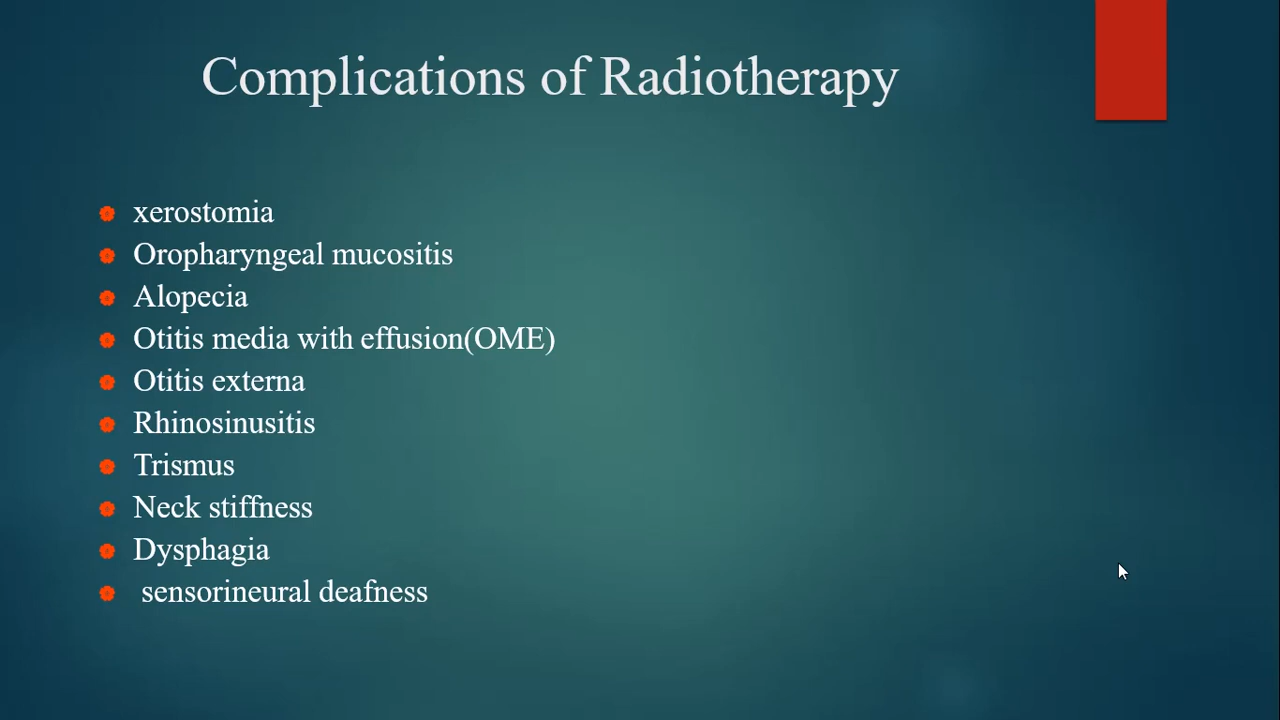 Complications of Radiotherapy
xerostomia
Oropharyngeal mucositis
Alopecia
Otitis media with effusion(OME)
Otitis externa
Rhinosinusitis
Trismus
Neck stiffness
Dysphagia
sensorineural deafness